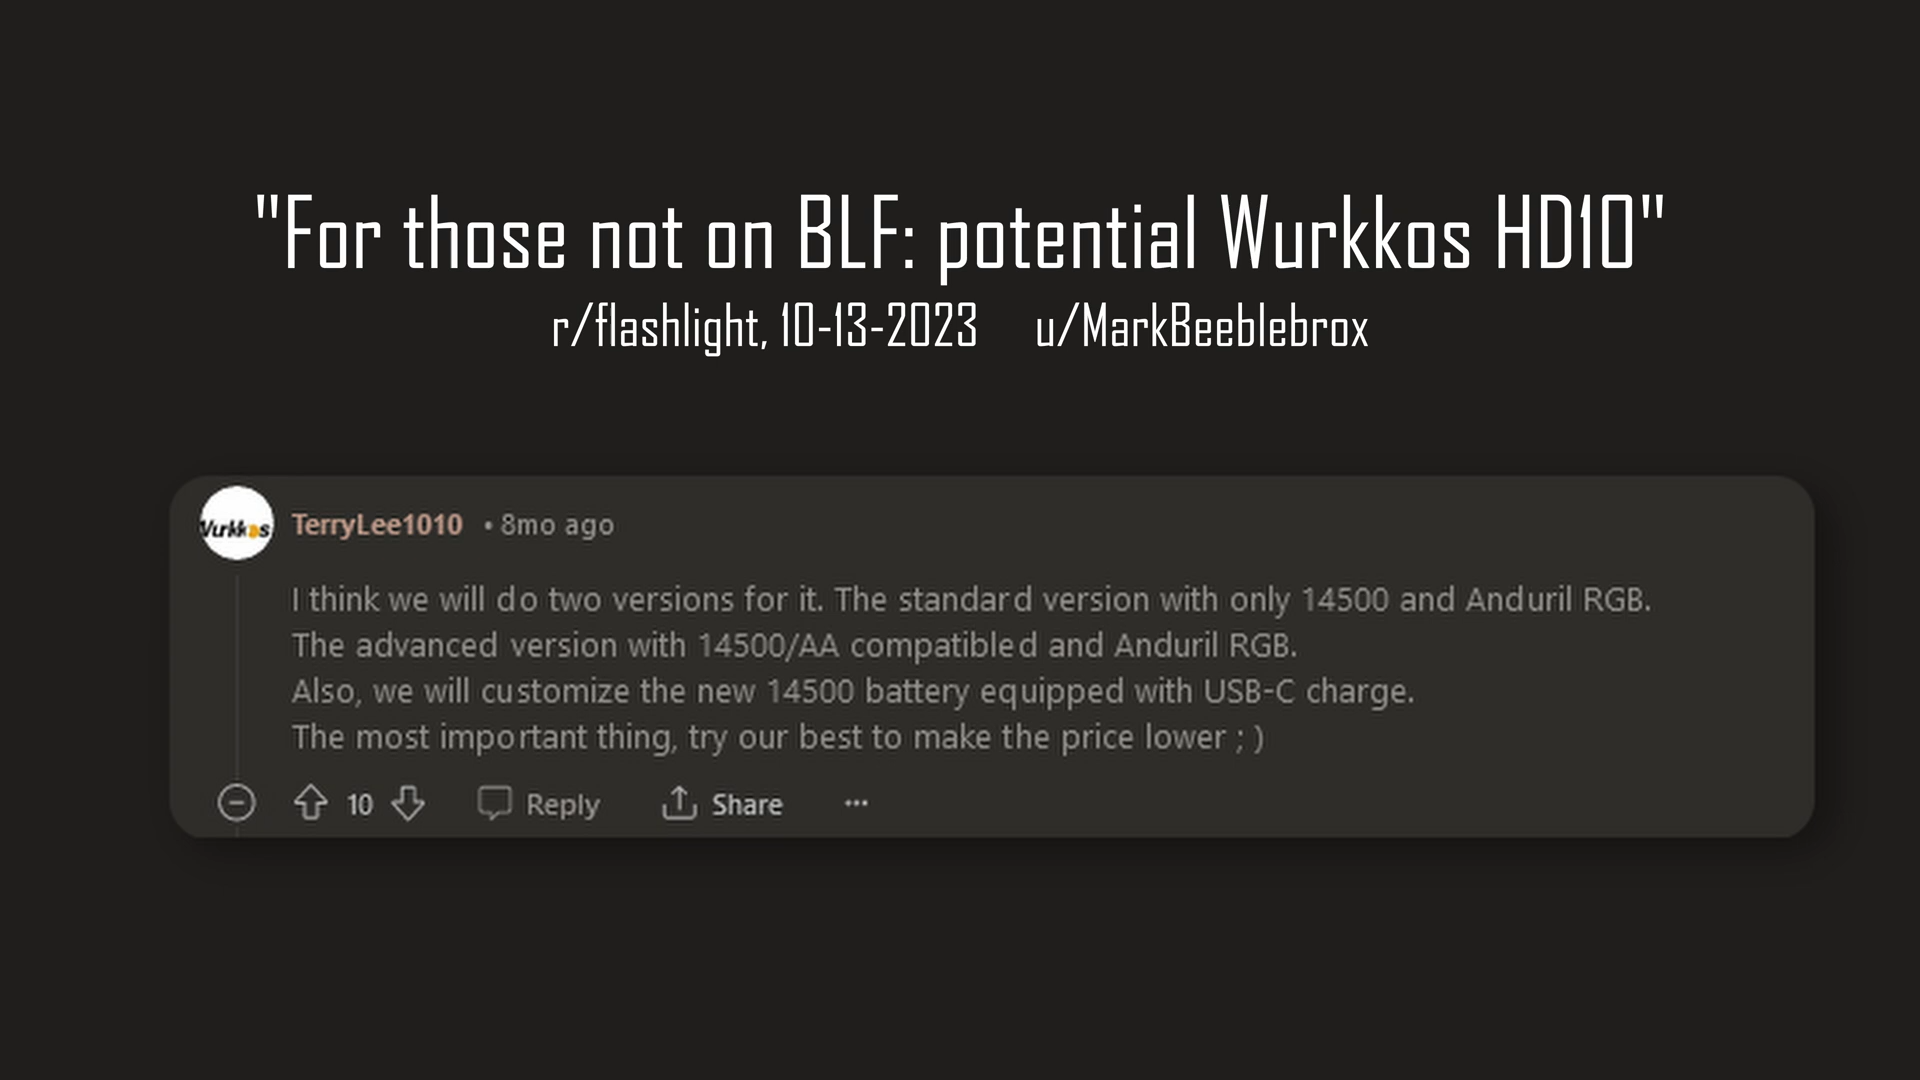 "For those not on BLF: potential Wurkkos HD10"
r/flashlight, 10-13-2023 u/MarkBeeblebrox
Wurkkos
TerryLee1010 • 8mo ago
I think we will do two versions for it. The standard version with only 14500 and Anduril RGB.
The advanced version with 14500/AA compatibled and Anduril RGB.
Also, we will customize the new 14500 battery equipped with USB-C charge.
The most important thing, try our best to make the price lower ; )
10 Reply Share ···